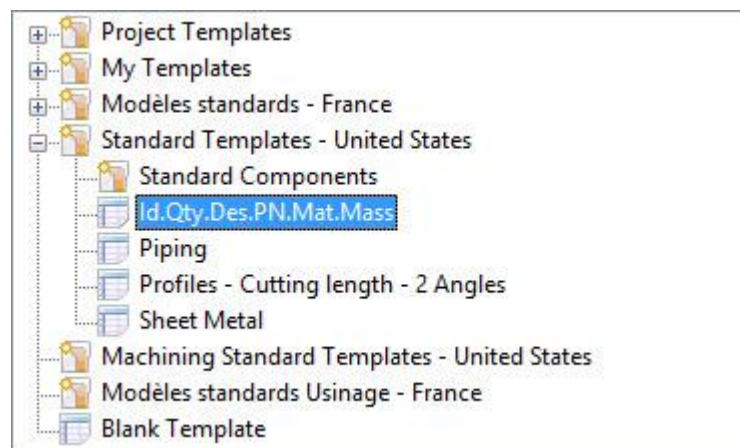 Project Templates
My Templates
Modèles standards - France
Standard Templates - United States
Standard Components
Id.Qty.Des.PN.Mat.Mass
Piping
Profiles - Cutting length - 2 Angles
Sheet Metal
Machining Standard Templates - United States
Modèles standards Usinage - France
Blank Template